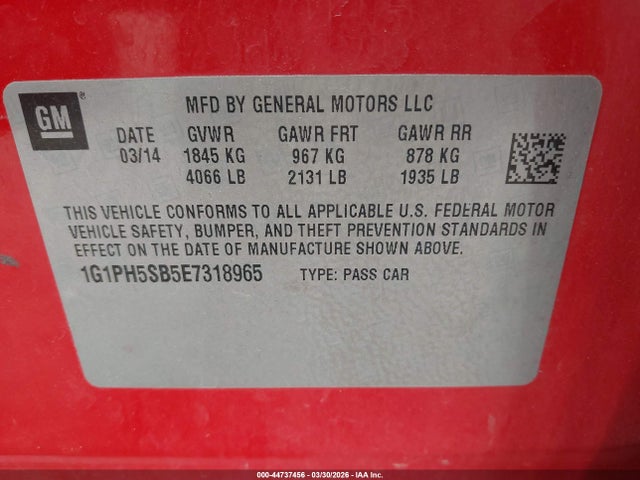 GM ®
MFD BY GENERAL MOTORS LLC
DATE GVWR GAWR FRT GAWR RR
03/14 1845 KG 967 KG 878 KG
4066 LB 2131 LB 1935 LB
THIS VEHICLE CONFORMS TO ALL APPLICABLE U.S. FEDERAL MOTOR
VEHICLE SAFETY, BUMPER, AND THEFT PREVENTION STANDARDS IN
EFFECT ON THE DATE OF MANUFACTURE SHOWN ABOVE.
1G1PH5SB5E7318965 TYPE: PASS CAR
000-44737456 - 03/30/2026 - IAA Inc.